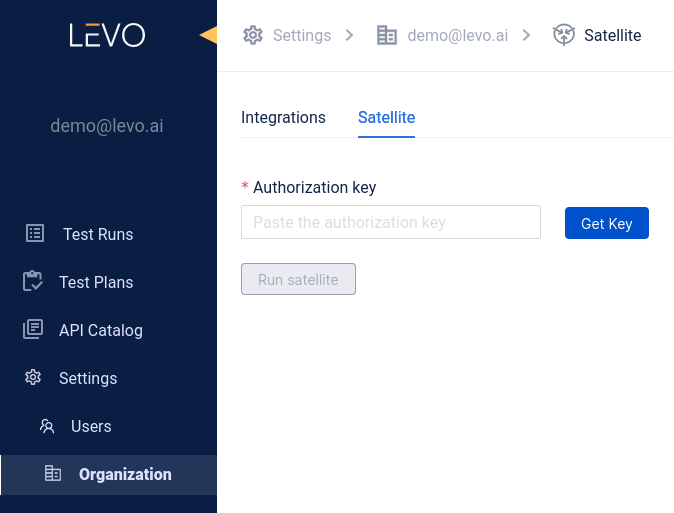 LEVO
demo@levo.ai
Test Runs
Test Plans
API Catalog
Settings
Users
Organization
Settings > demo@levo.ai > Satellite
Integrations Satellite
* Authorization key
Paste the authorization key Get Key
Run satellite